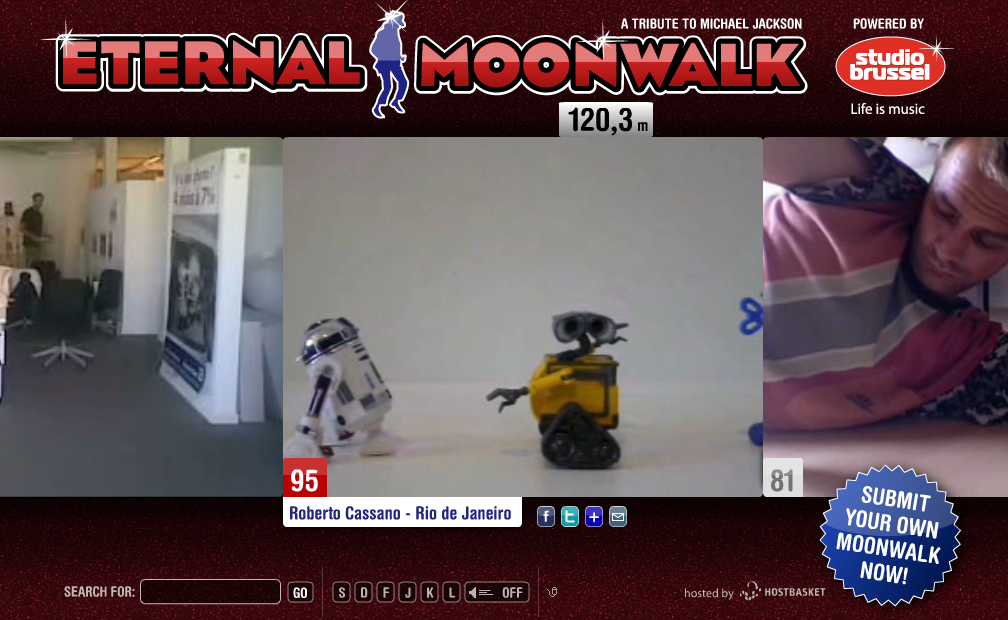 A TRIBUTE TO MICHAEL JACKSON
ETERNAL MOONWALK
120,3 m
POWERED BY
studio
brussel
Life is music
95
81
Roberto Cassano - Rio de Janeiro
SUBMIT
YOUR OWN
MOONWALK
NOW!
SEARCH FOR:
GO
S D F J K L
OFF
hosted by HOSTBASKET